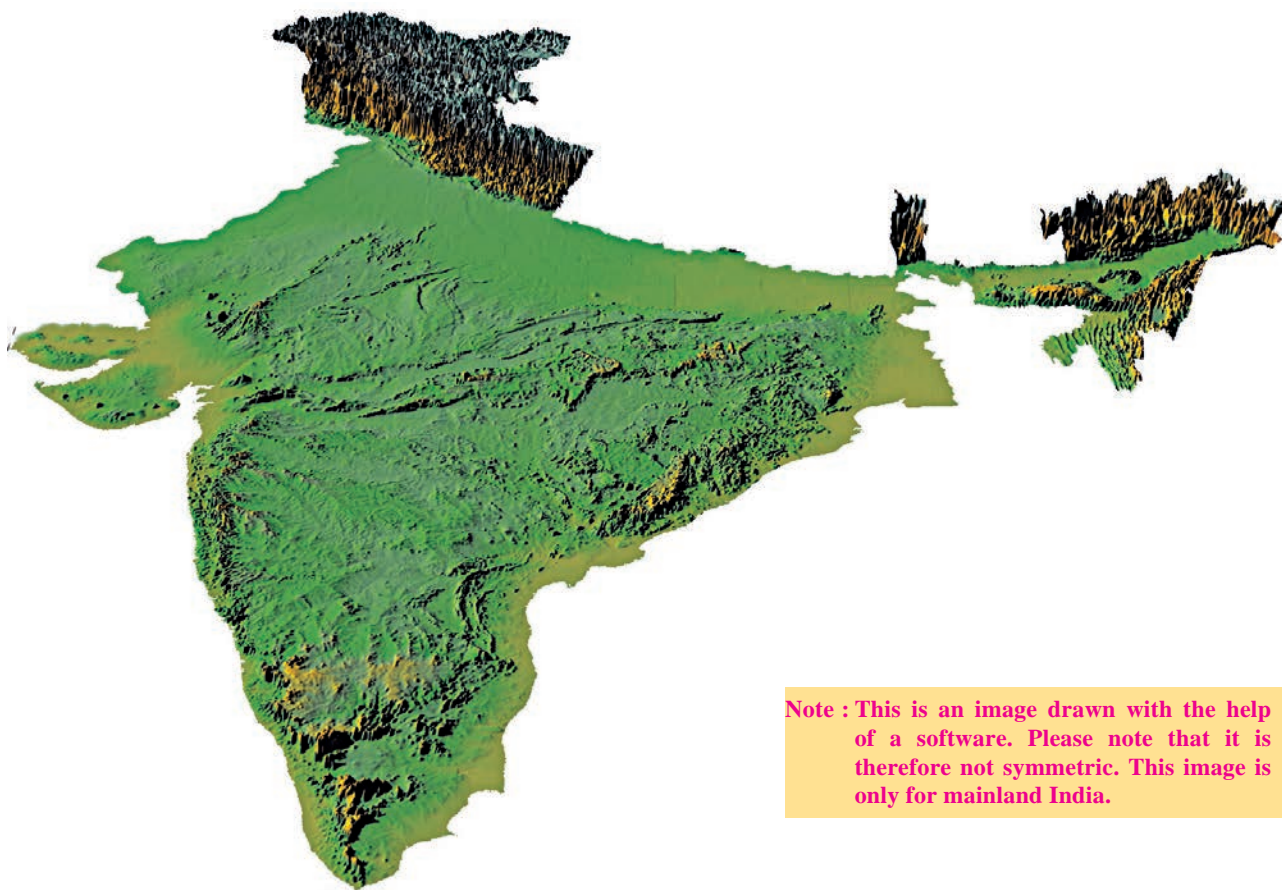 Note : This is an image drawn with the help
of a software. Please note that it is
therefore not symmetric. This image is
only for mainland India.